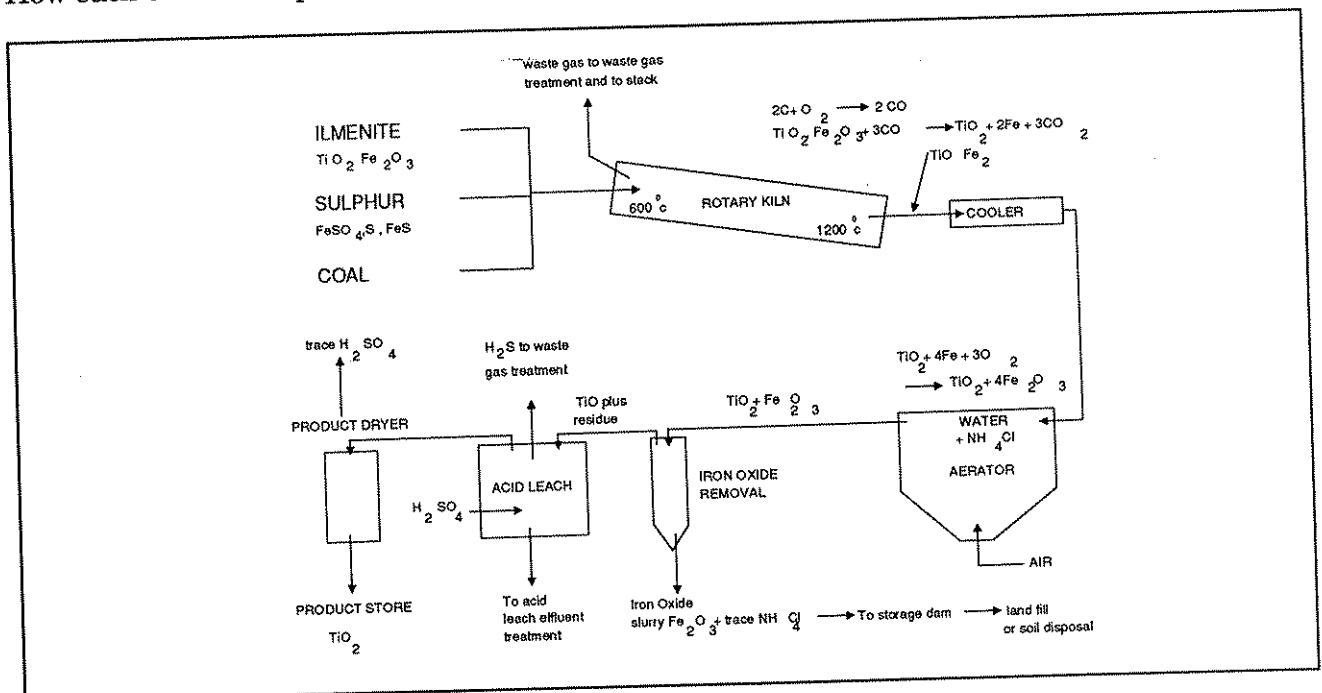 waste gas to waste gas
treatment and to stack
2C+ O2 → 2 CO
Ti O2 Fe2O3+3CO → TiO2+ 2Fe + 3CO2
TiO Fe2
ILMENITE
Ti O2 Fe2O3
SULPHUR
FeSO4,S , FeS
COAL
600°c
ROTARY KILN
1200°c
COOLER
trace H2SO4
H2S to waste
gas treatment
TiO plus
residue
TiO2+ Fe2O3
TiO2+ 4Fe + 3O2
→ TiO2+ 4Fe2O3
PRODUCT DRYER
WATER
+ NH4Cl
AERATOR
ACID LEACH
H2SO4
IRON OXIDE
REMOVAL
AIR
PRODUCT STORE
TiO2
To acid
leach effluent
treatment
Iron Oxide
slurry Fe2O3+ trace NH4Cl → To storage dam → land fill
or soil disposal